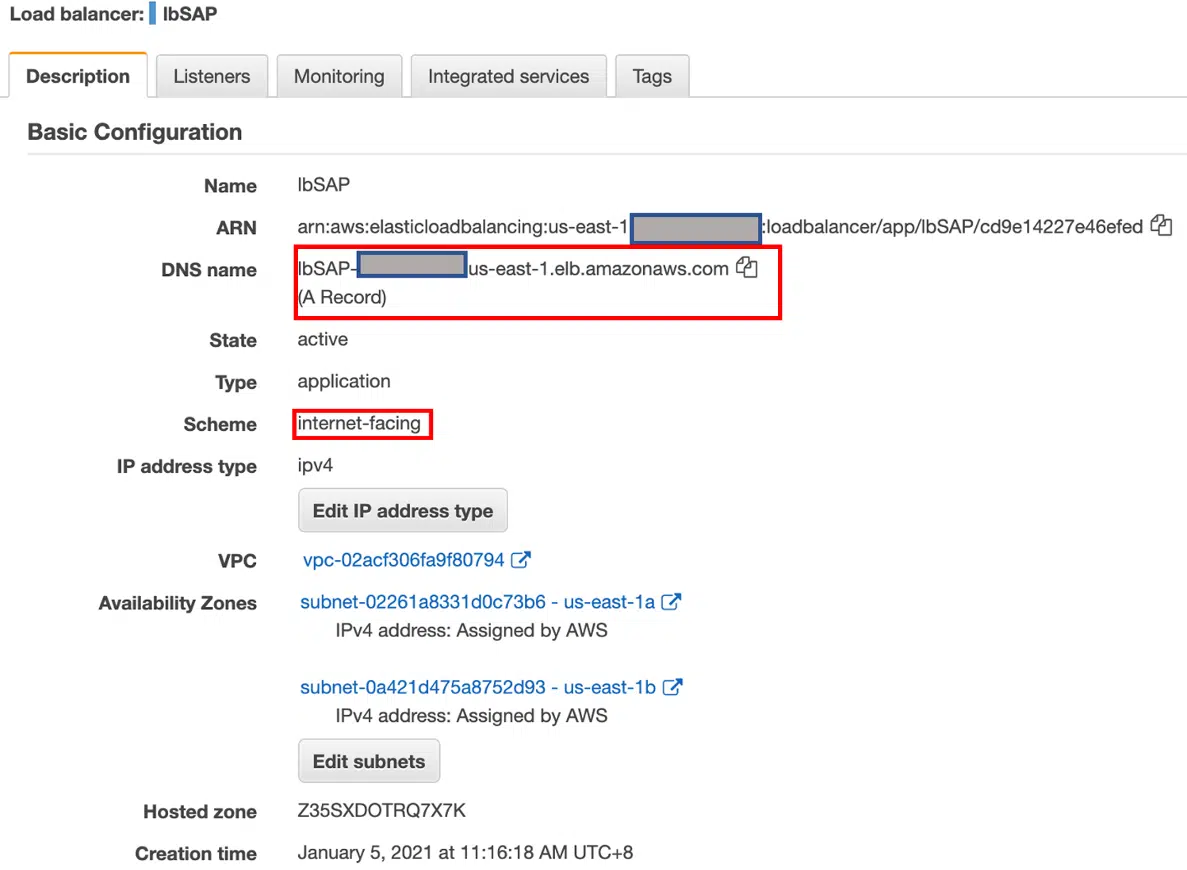 Load balancer: lbSAP
Description Listeners Monitoring Integrated services Tags
Basic Configuration
Name lbSAP
ARN arn:aws:elasticloadbalancing:us-east-1 :loadbalancer/app/lbSAP/cd9e14227e46efed
DNS name lbSAP- us-east-1.elb.amazonaws.com
(A Record)
State active
Type application
Scheme internet-facing
IP address type ipv4
Edit IP address type
VPC vpc-02acf306fa9f80794
Availability Zones subnet-02261a8331d0c73b6 - us-east-1a
IPv4 address: Assigned by AWS
subnet-0a421d475a8752d93 - us-east-1b
IPv4 address: Assigned by AWS
Edit subnets
Hosted zone Z35SXDOTRQ7X7K
Creation time January 5, 2021 at 11:16:18 AM UTC+8